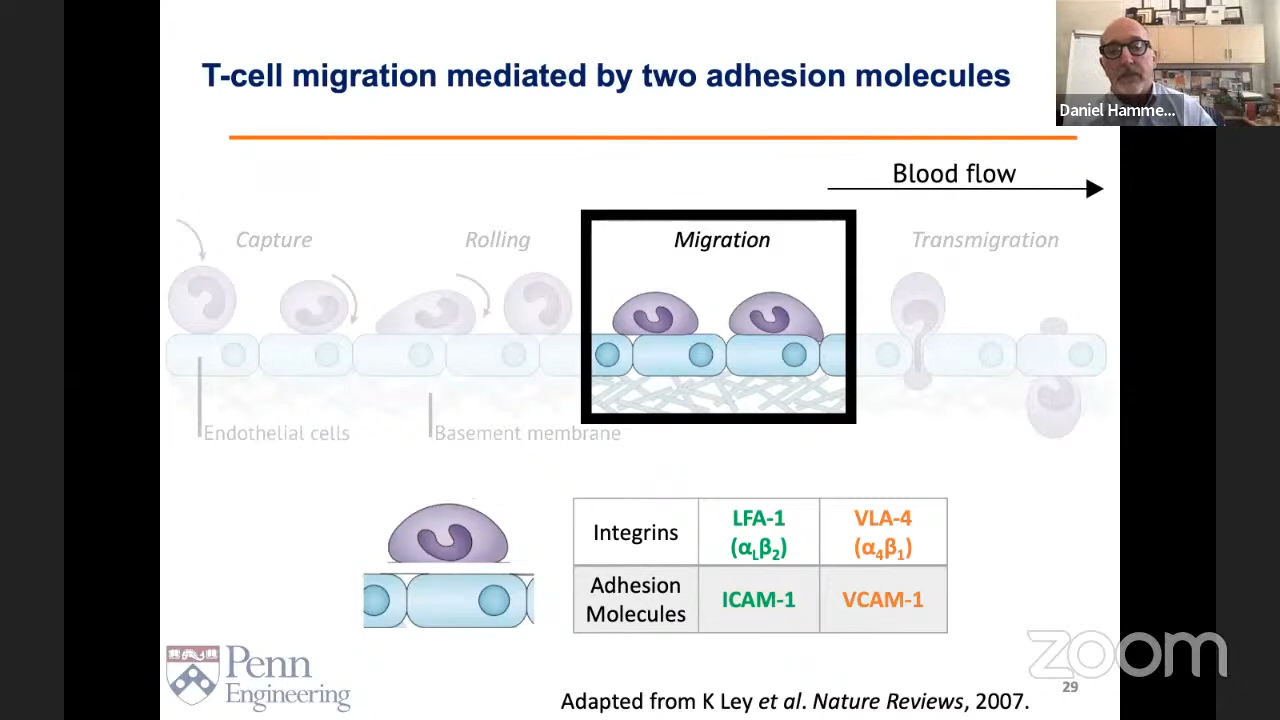 T-cell migration mediated by two adhesion molecules
Daniel Hamme...
Blood flow
Capture
Rolling
Migration
Transmigration
Endothelial cells
Basement membrane
Integrins
LFA-1
(αLβ2)
VLA-4
(α4β1)
Adhesion
Molecules
ICAM-1
VCAM-1
Penn
Engineering
zoom
29
Adapted from K Ley et al. Nature Reviews, 2007.